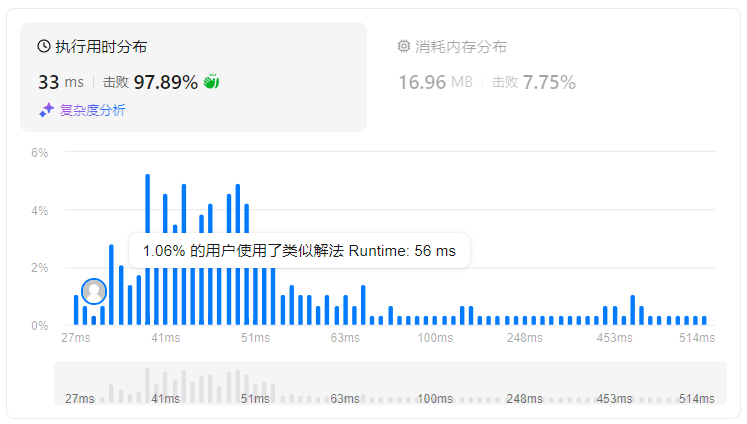 执行用时分布
33 ms 击败 97.89%
复杂度分析
消耗内存分布
16.96 MB 击败 7.75%
6%
4%
2%
0%
1.06% 的用户使用了类似解法 Runtime: 56 ms
27ms 41ms 51ms 63ms 100ms 248ms 453ms 514ms
27ms 41ms 51ms 63ms 100ms 248ms 453ms 514ms